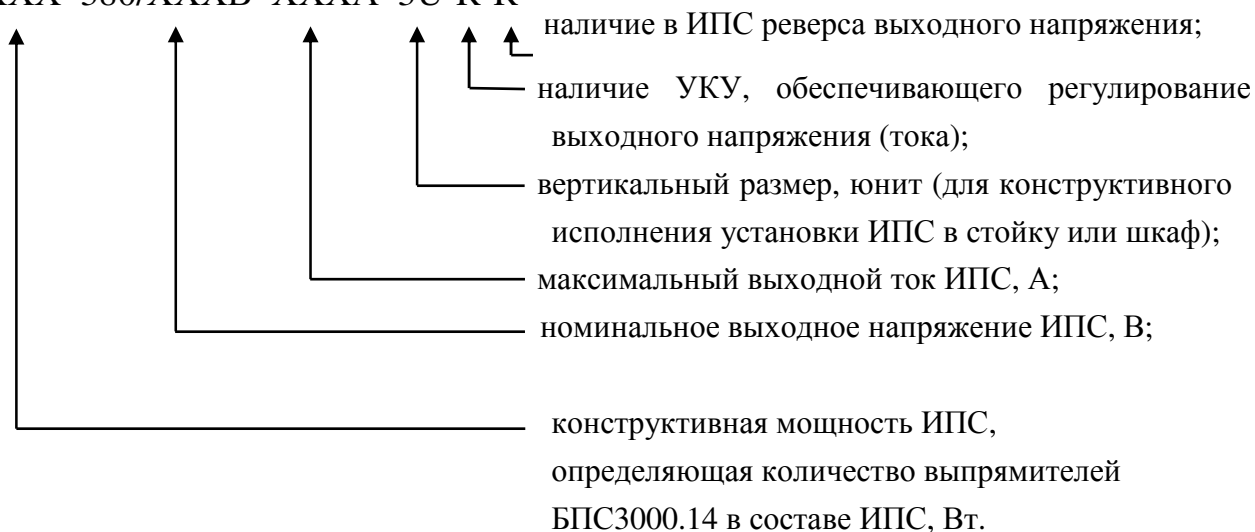 наличие в ИПС реверса выходного напряжения;
наличие УКУ, обеспечивающего регулирование
выходного напряжения (тока);
вертикальный размер, юнит (для конструктивного
исполнения установки ИПС в стойку или шкаф);
максимальный выходной ток ИПС, А;
номинальное выходное напряжение ИПС, В;
конструктивная мощность ИПС,
определяющая количество выпрямителей
БПС3000.14 в составе ИПС, Вт.